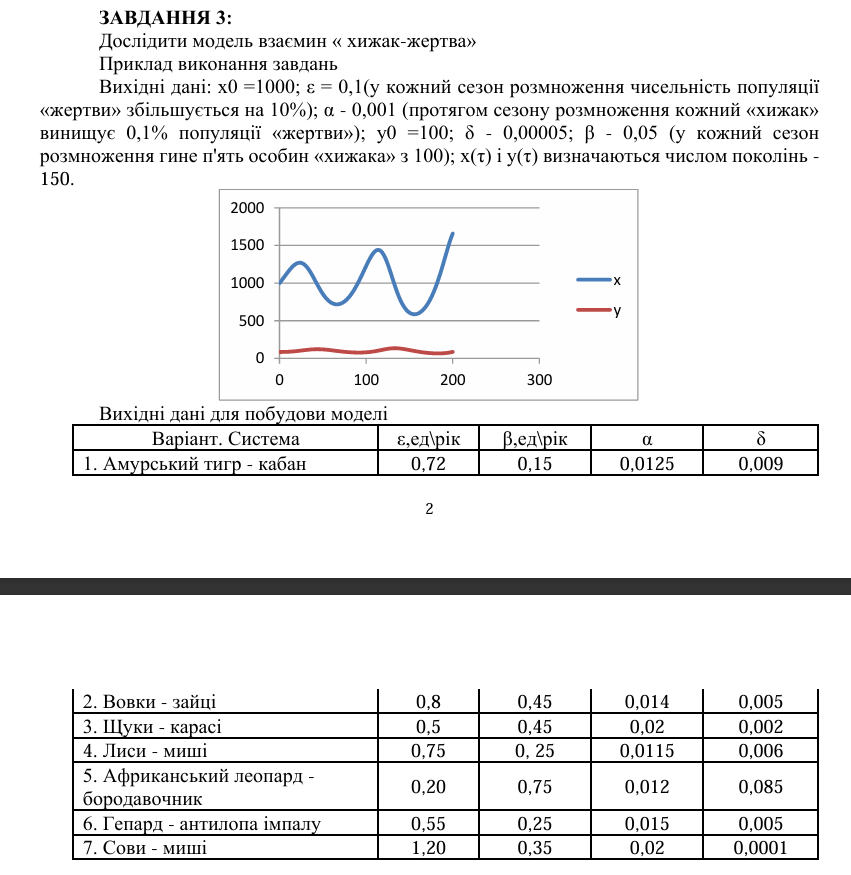 ЗАВДАННЯ 3:
Дослідити модель взаємин « хижак-жертва»
Приклад виконання завдань
Вихідні дані: x0 =1000; ε = 0,1(у кожний сезон розмноження чисельність популяції
«жертви» збільшується на 10%); α - 0,001 (протягом сезону розмноження кожний «хижак»
винищує 0,1% популяції «жертви»); y0 =100; δ - 0,00005; β - 0,05 (у кожний сезон
розмноження гине п'ять особин «хижака» з 100); x(τ) і y(τ) визначаються числом поколінь -
150.
2000
1500
1000
500
0
0 100 200 300
x
y
Вихідні дані для побудови моделі
Варіант. Система ε,ед\рік β,ед\рік α δ
1. Амурський тигр - кабан 0,72 0,15 0,0125 0,009
2
2. Вовки - зайці 0,8 0,45 0,014 0,005
3. Щуки - карасі 0,5 0,45 0,02 0,002
4. Лиси - миші 0,75 0, 25 0,0115 0,006
5. Африканський леопард -
бородавочник 0,20 0,75 0,012 0,085
6. Гепард - антилопа імпалу 0,55 0,25 0,015 0,005
7. Сови - миші 1,20 0,35 0,02 0,0001